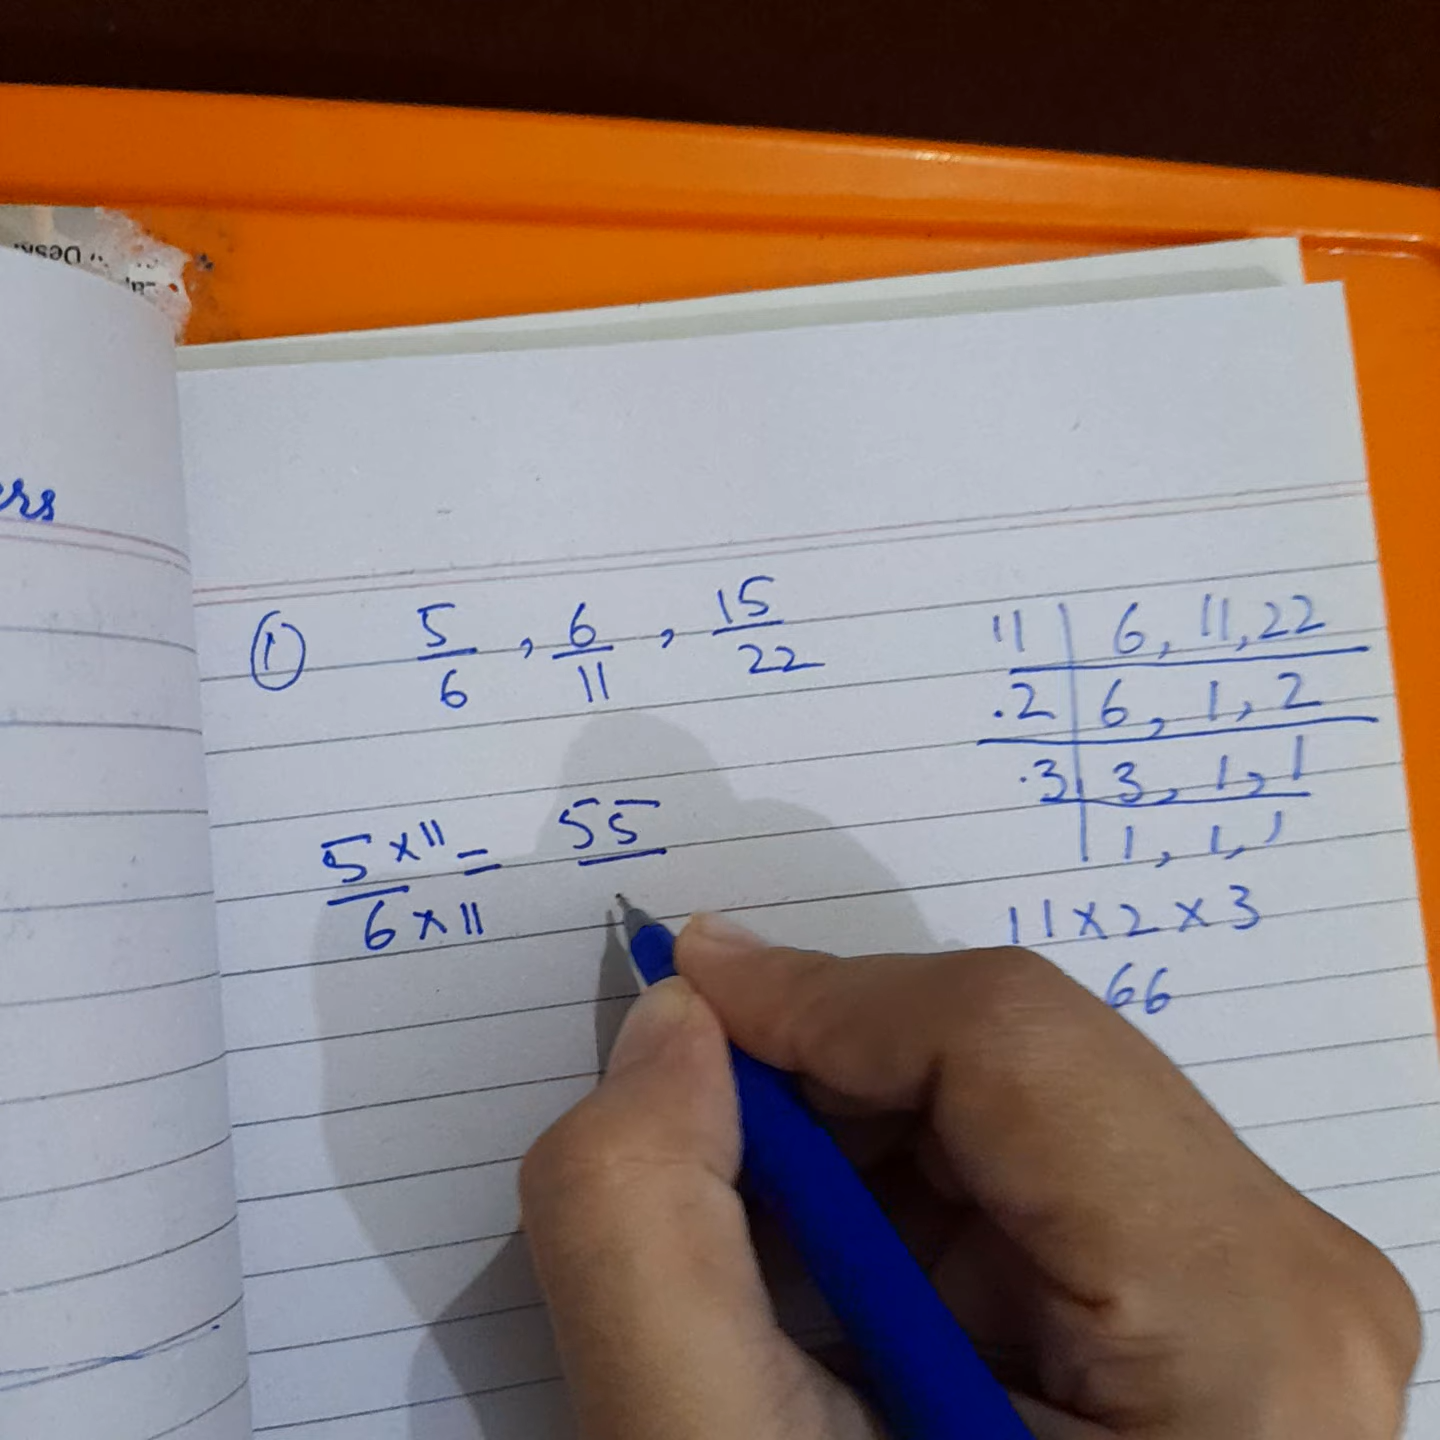 ers
① 5/6 , 6/11 , 15/22
5×11/6×11 = 55/
11 | 6, 11, 22
.2 | 6, 1, 2
.3 | 3, 1, 1
| 1, 1, 1
11×2×3
66